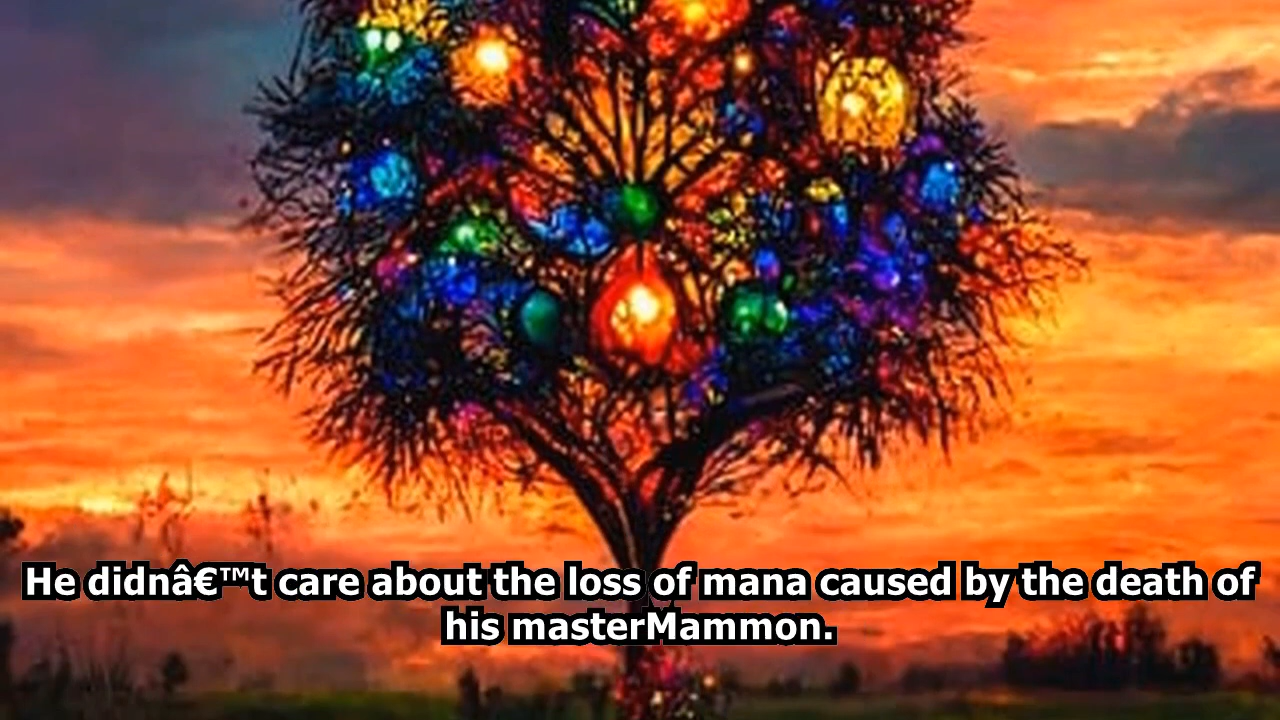 He didnâ€™t care about the loss of mana caused by the death of
his masterMammon.